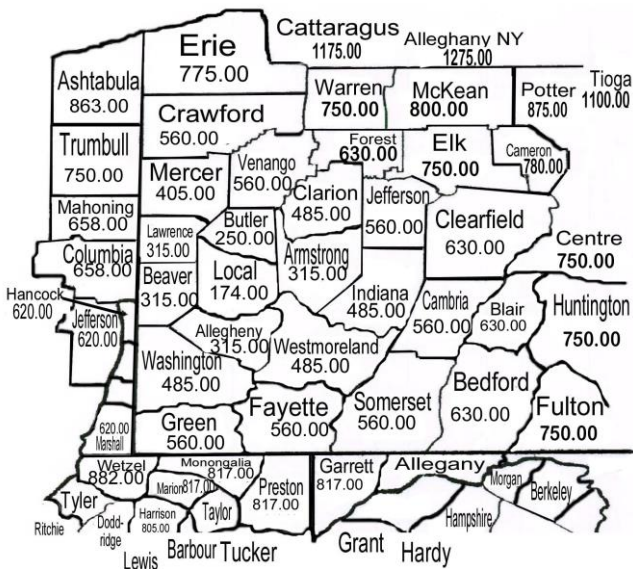 Cattaragus
1175.00
Alleghany NY
1275.00
Erie
775.00
Ashtabula
863.00
Warren
750.00
McKean
800.00
Potter
875.00
Tioga
1100.00
Crawford
560.00
Trumbull
750.00
Forest
630.00
Elk
750.00
Cameron
780.00
Venango
560.00
Mercer
405.00
Clarion
485.00
Jefferson
560.00
Mahoning
658.00
Butler
250.00
Clearfield
630.00
Lawrence
315.00
Armstrong
315.00
Centre
750.00
Columbia
658.00
Local
174.00
Beaver
315.00
Indiana
485.00
Cambria
560.00
Blair
630.00
Huntington
750.00
Hancock
620.00
Jefferson
620.00
Allegheny
315.00
Westmoreland
485.00
Washington
485.00
Bedford
630.00
Somerset
560.00
Fayette
560.00
Fulton
750.00
Green
560.00
620.00
Marshall
Wetzel
882.00
Monongalia
817.00
Garrett
817.00
Allegany
Marion 817.00
Preston
817.00
Morgan
Berkeley
Tyler
Ritchie
Dodd-
ridge
Harrison
805.00
Taylor
Hampshire
Lewis
Barbour
Tucker
Grant
Hardy